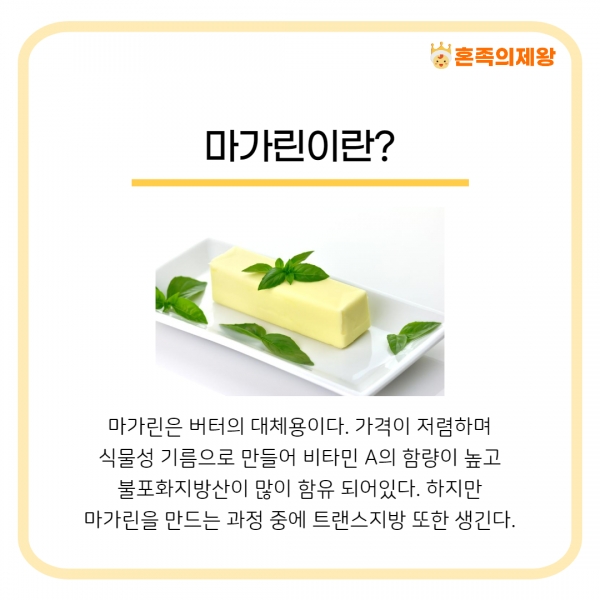 혼족의제왕
마가린이란?
마가린은 버터의 대체용이다. 가격이 저렴하며
식물성 기름으로 만들어 비타민 A의 함량이 높고
불포화지방산이 많이 함유 되어있다. 하지만
마가린을 만드는 과정 중에 트랜스지방 또한 생긴다.